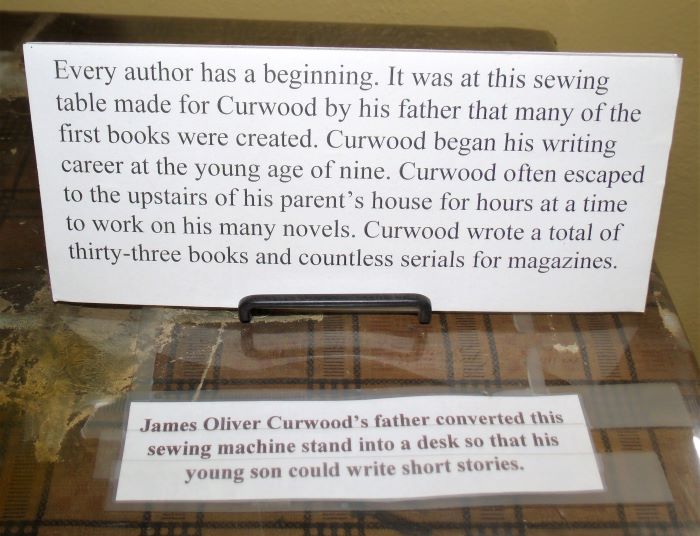 Every author has a beginning. It was at this sewing
table made for Curwood by his father that many of the
first books were created. Curwood began his writing
career at the young age of nine. Curwood often escaped
to the upstairs of his parent's house for hours at a time
to work on his many novels. Curwood wrote a total of
thirty-three books and countless serials for magazines.
James Oliver Curwood's father converted this
sewing machine stand into a desk so that his
young son could write short stories.